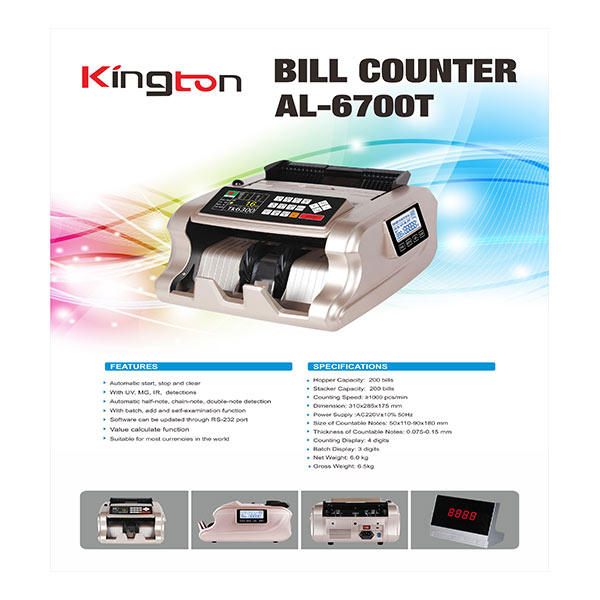 Kington
BILL COUNTER
AL-6700T
FEATURES
Automatic start, stop and clear
With UV, MG, IR, detections
Automatic half-note, chain-note, double-note detection
With batch, add and self-examination function
Software can be updated through RS-232 port
Value calculate function
Suitable for most currencies in the world
SPECIFICATIONS
Hopper Capacity: 200 bills
Stacker Capacity: 200 bills
Counting Speed: ≥1000 pcs/min
Dimension: 310x285x175 mm
Power Supply :AC220V±10% 50Hz
Size of Countable Notes: 50x110-90x180 mm
Thickness of Countable Notes: 0.075-0.15 mm
Counting Display: 4 digits
Batch Display: 3 digits
Net Weight: 6.0 kg
Gross Weight: 6.5kg
8888